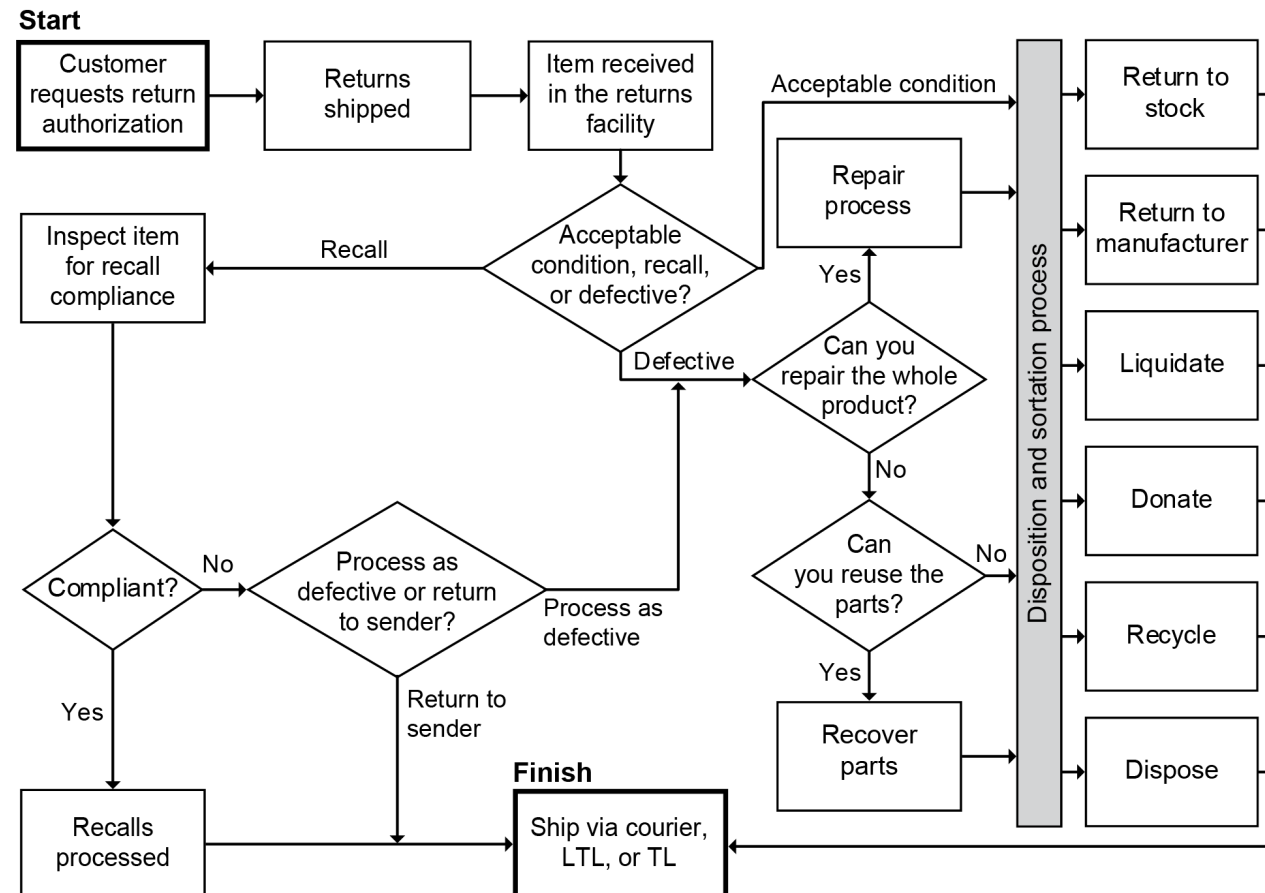 Start
Customer
requests return
authorization
Returns
shipped
Item received
in the returns
facility
Acceptable condition
Return to
stock
Repair
process
Return to
manufacturer
Inspect item
for recall
compliance
Recall
Acceptable
condition, recall,
or defective?
Yes
Defective
Can you
repair the whole
product?
Liquidate
Disposition and sortation process
No
Donate
Compliant?
No
Process as
defective or return
to sender?
Process as
defective
Can
you reuse the
parts?
No
Recycle
Yes
Return to
sender
Yes
Recover
parts
Dispose
Recalls
processed
Finish
Ship via courier,
LTL, or TL